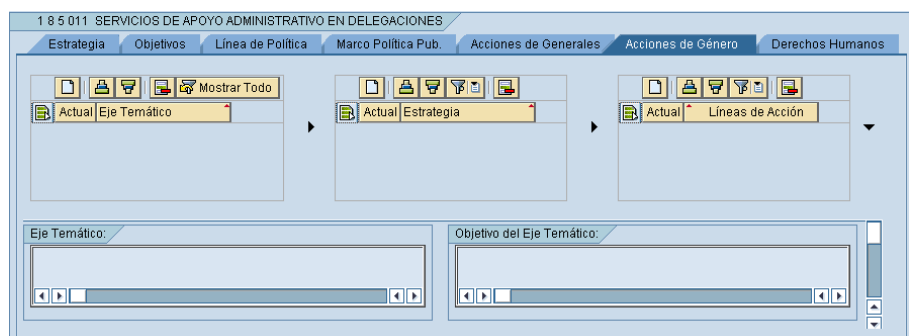 1 8 5 011 SERVICIOS DE APOYO ADMINISTRATIVO EN DELEGACIONES
Estrategia Objetivos Línea de Política Marco Política Pub. Acciones de Generales Acciones de Género Derechos Humanos
Mostrar Todo
Actual Eje Temático Actual Estrategia Actual Líneas de Acción
Eje Temático: Objetivo del Eje Temático: